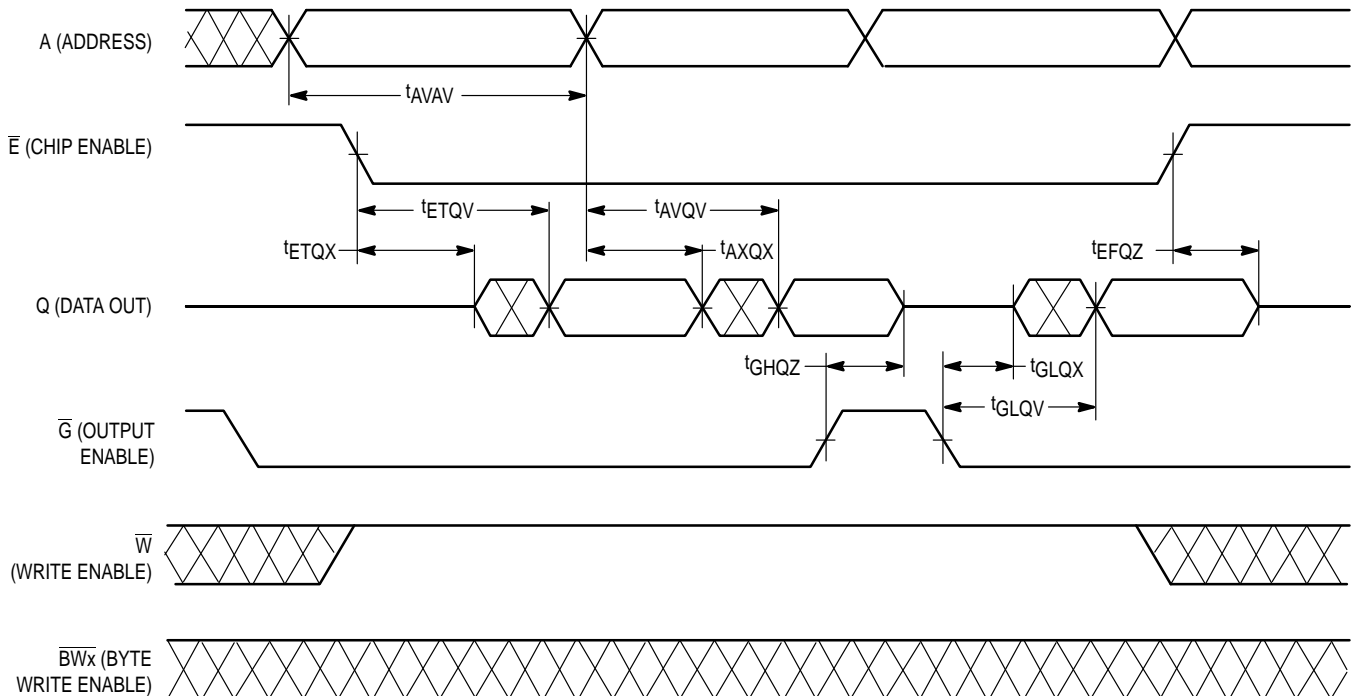 A (ADDRESS)
tAVAV
E̅ (CHIP ENABLE)
tETQV
tAVQV
tETQX
tAXQX
tEFQZ
Q (DATA OUT)
tGHQZ
tGLQX
tGLQV
G̅ (OUTPUT
ENABLE)
W̅
(WRITE ENABLE)
B̅W̅x̅ (BYTE
WRITE ENABLE)